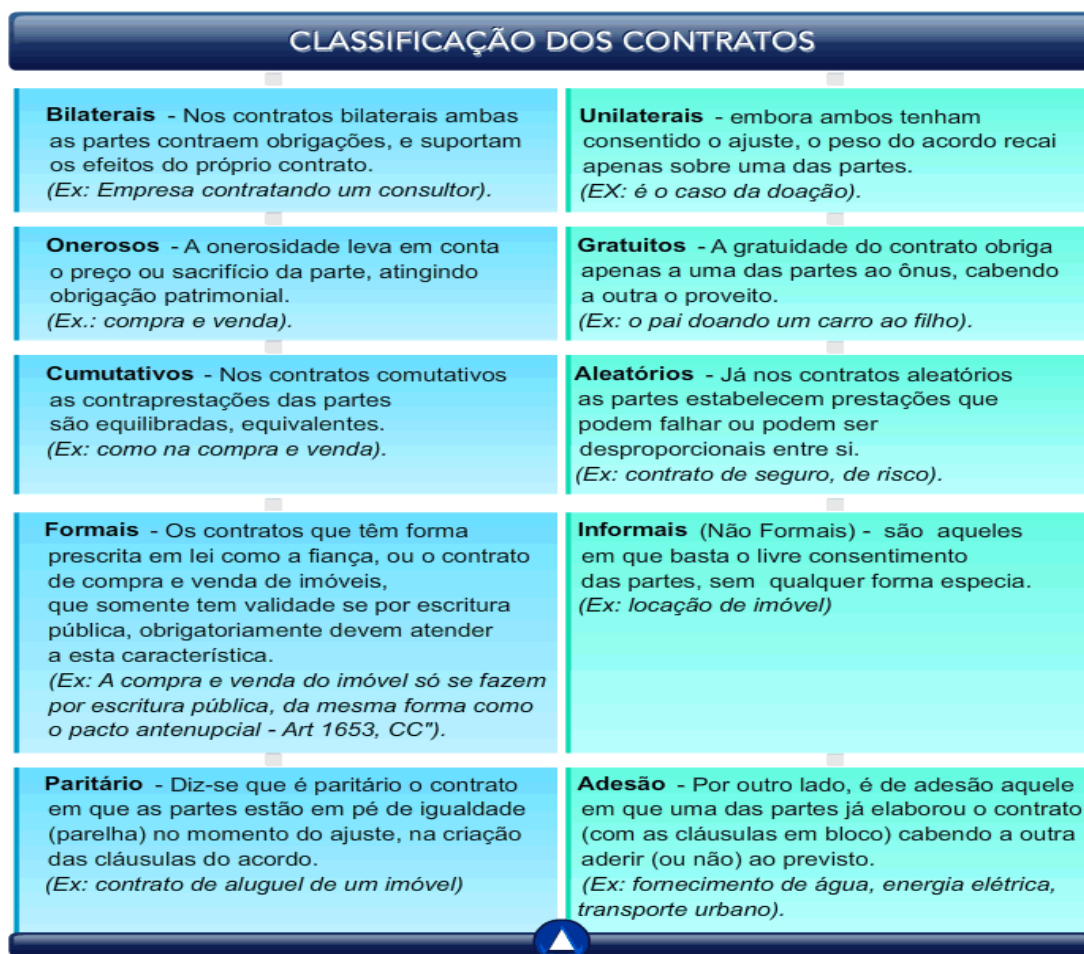 CLASSIFICAÇÃO DOS CONTRATOS
Bilaterais - Nos contratos bilaterais ambas
as partes contraem obrigações, e suportam
os efeitos do próprio contrato.
(Ex: Empresa contratando um consultor).
Unilaterais - embora ambos tenham
consentido o ajuste, o peso do acordo recai
apenas sobre uma das partes.
(EX: é o caso da doação).
Onerosos - A onerosidade leva em conta
o preço ou sacrifício da parte, atingindo
obrigação patrimonial.
(Ex.: compra e venda).
Gratuitos - A gratuidade do contrato obriga
apenas a uma das partes ao ônus, cabendo
a outra o proveito.
(Ex: o pai doando um carro ao filho).
Cumutativos - Nos contratos comutativos
as contraprestações das partes
são equilibradas, equivalentes.
(Ex: como na compra e venda).
Aleatórios - Já nos contratos aleatórios
as partes estabelecem prestações que
podem falhar ou podem ser
desproporcionais entre si.
(Ex: contrato de seguro, de risco).
Formais - Os contratos que têm forma
prescrita em lei como a fiança, ou o contrato
de compra e venda de imóveis,
que somente tem validade se por escritura
pública, obrigatoriamente devem atender
a esta característica.
(Ex: A compra e venda do imóvel só se fazem
por escritura pública, da mesma forma como
o pacto antenupcial - Art 1653, CC").
Informais (Não Formais) - são aqueles
em que basta o livre consentimento
das partes, sem qualquer forma especia.
(Ex: locação de imóvel)
Paritário - Diz-se que é paritário o contrato
em que as partes estão em pé de igualdade
(parelha) no momento do ajuste, na criação
das cláusulas do acordo.
(Ex: contrato de aluguel de um imóvel)
Adesão - Por outro lado, é de adesão aquele
em que uma das partes já elaborou o contrato
(com as cláusulas em bloco) cabendo a outra
aderir (ou não) ao previsto.
(Ex: fornecimento de água, energia elétrica,
transporte urbano).